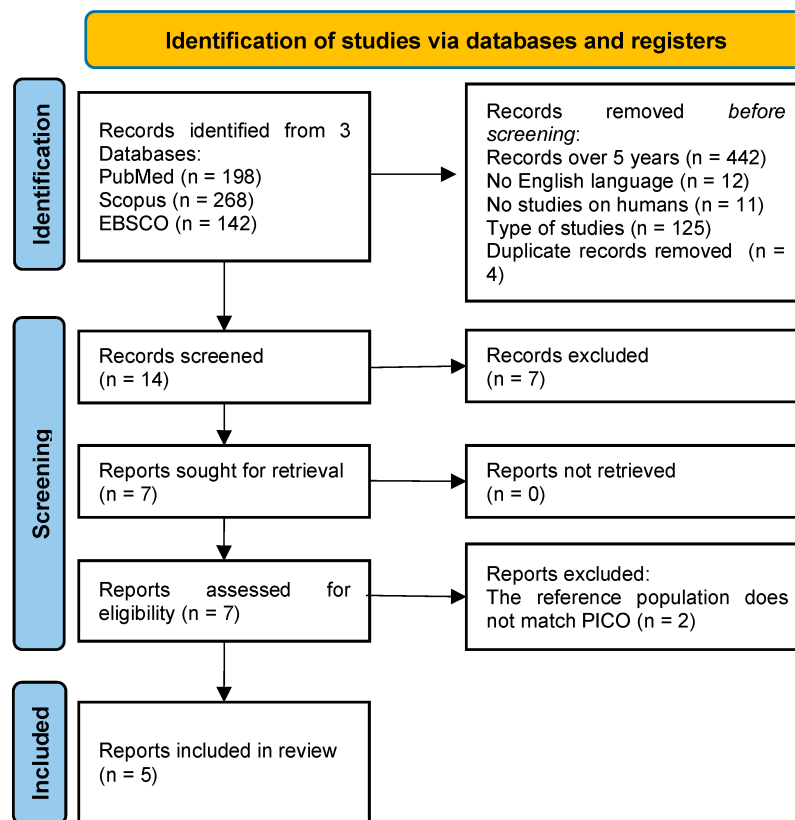 Identification of studies via databases and registers
Identification
Records identified from 3
Databases:
PubMed (n = 198)
Scopus (n = 268)
EBSCO (n = 142)
Records removed before
screening:
Records over 5 years (n = 442)
No English language (n = 12)
No studies on humans (n = 11)
Type of studies (n = 125)
Duplicate records removed (n =
4)
Screening
Records screened
(n = 14)
Records excluded
(n = 7)
Reports sought for retrieval
(n = 7)
Reports not retrieved
(n = 0)
Reports assessed for
eligibility (n = 7)
Reports excluded:
The reference population does
not match PICO (n = 2)
Included
Reports included in review
(n = 5)